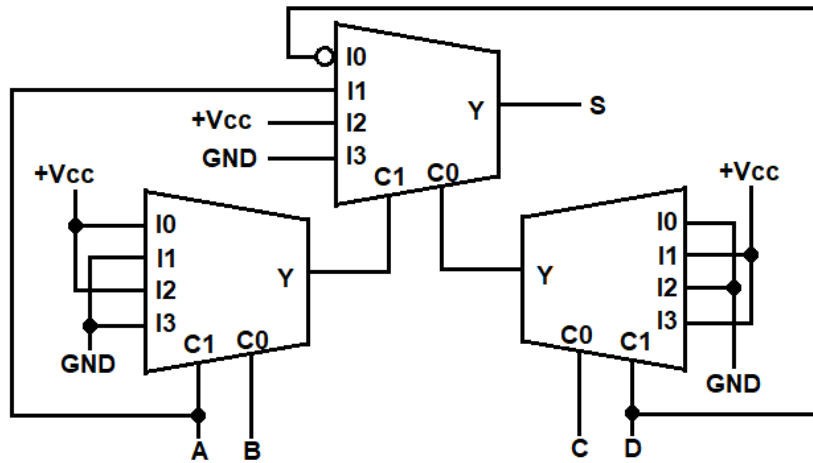 I0
I1
+Vcc I2 Y S
GND I3
C1 C0
+Vcc
I0
I1
I2 Y
I3
C1 C0
GND
A B
+Vcc
I0
I1
Y I2
I3
C0 C1
GND
C D